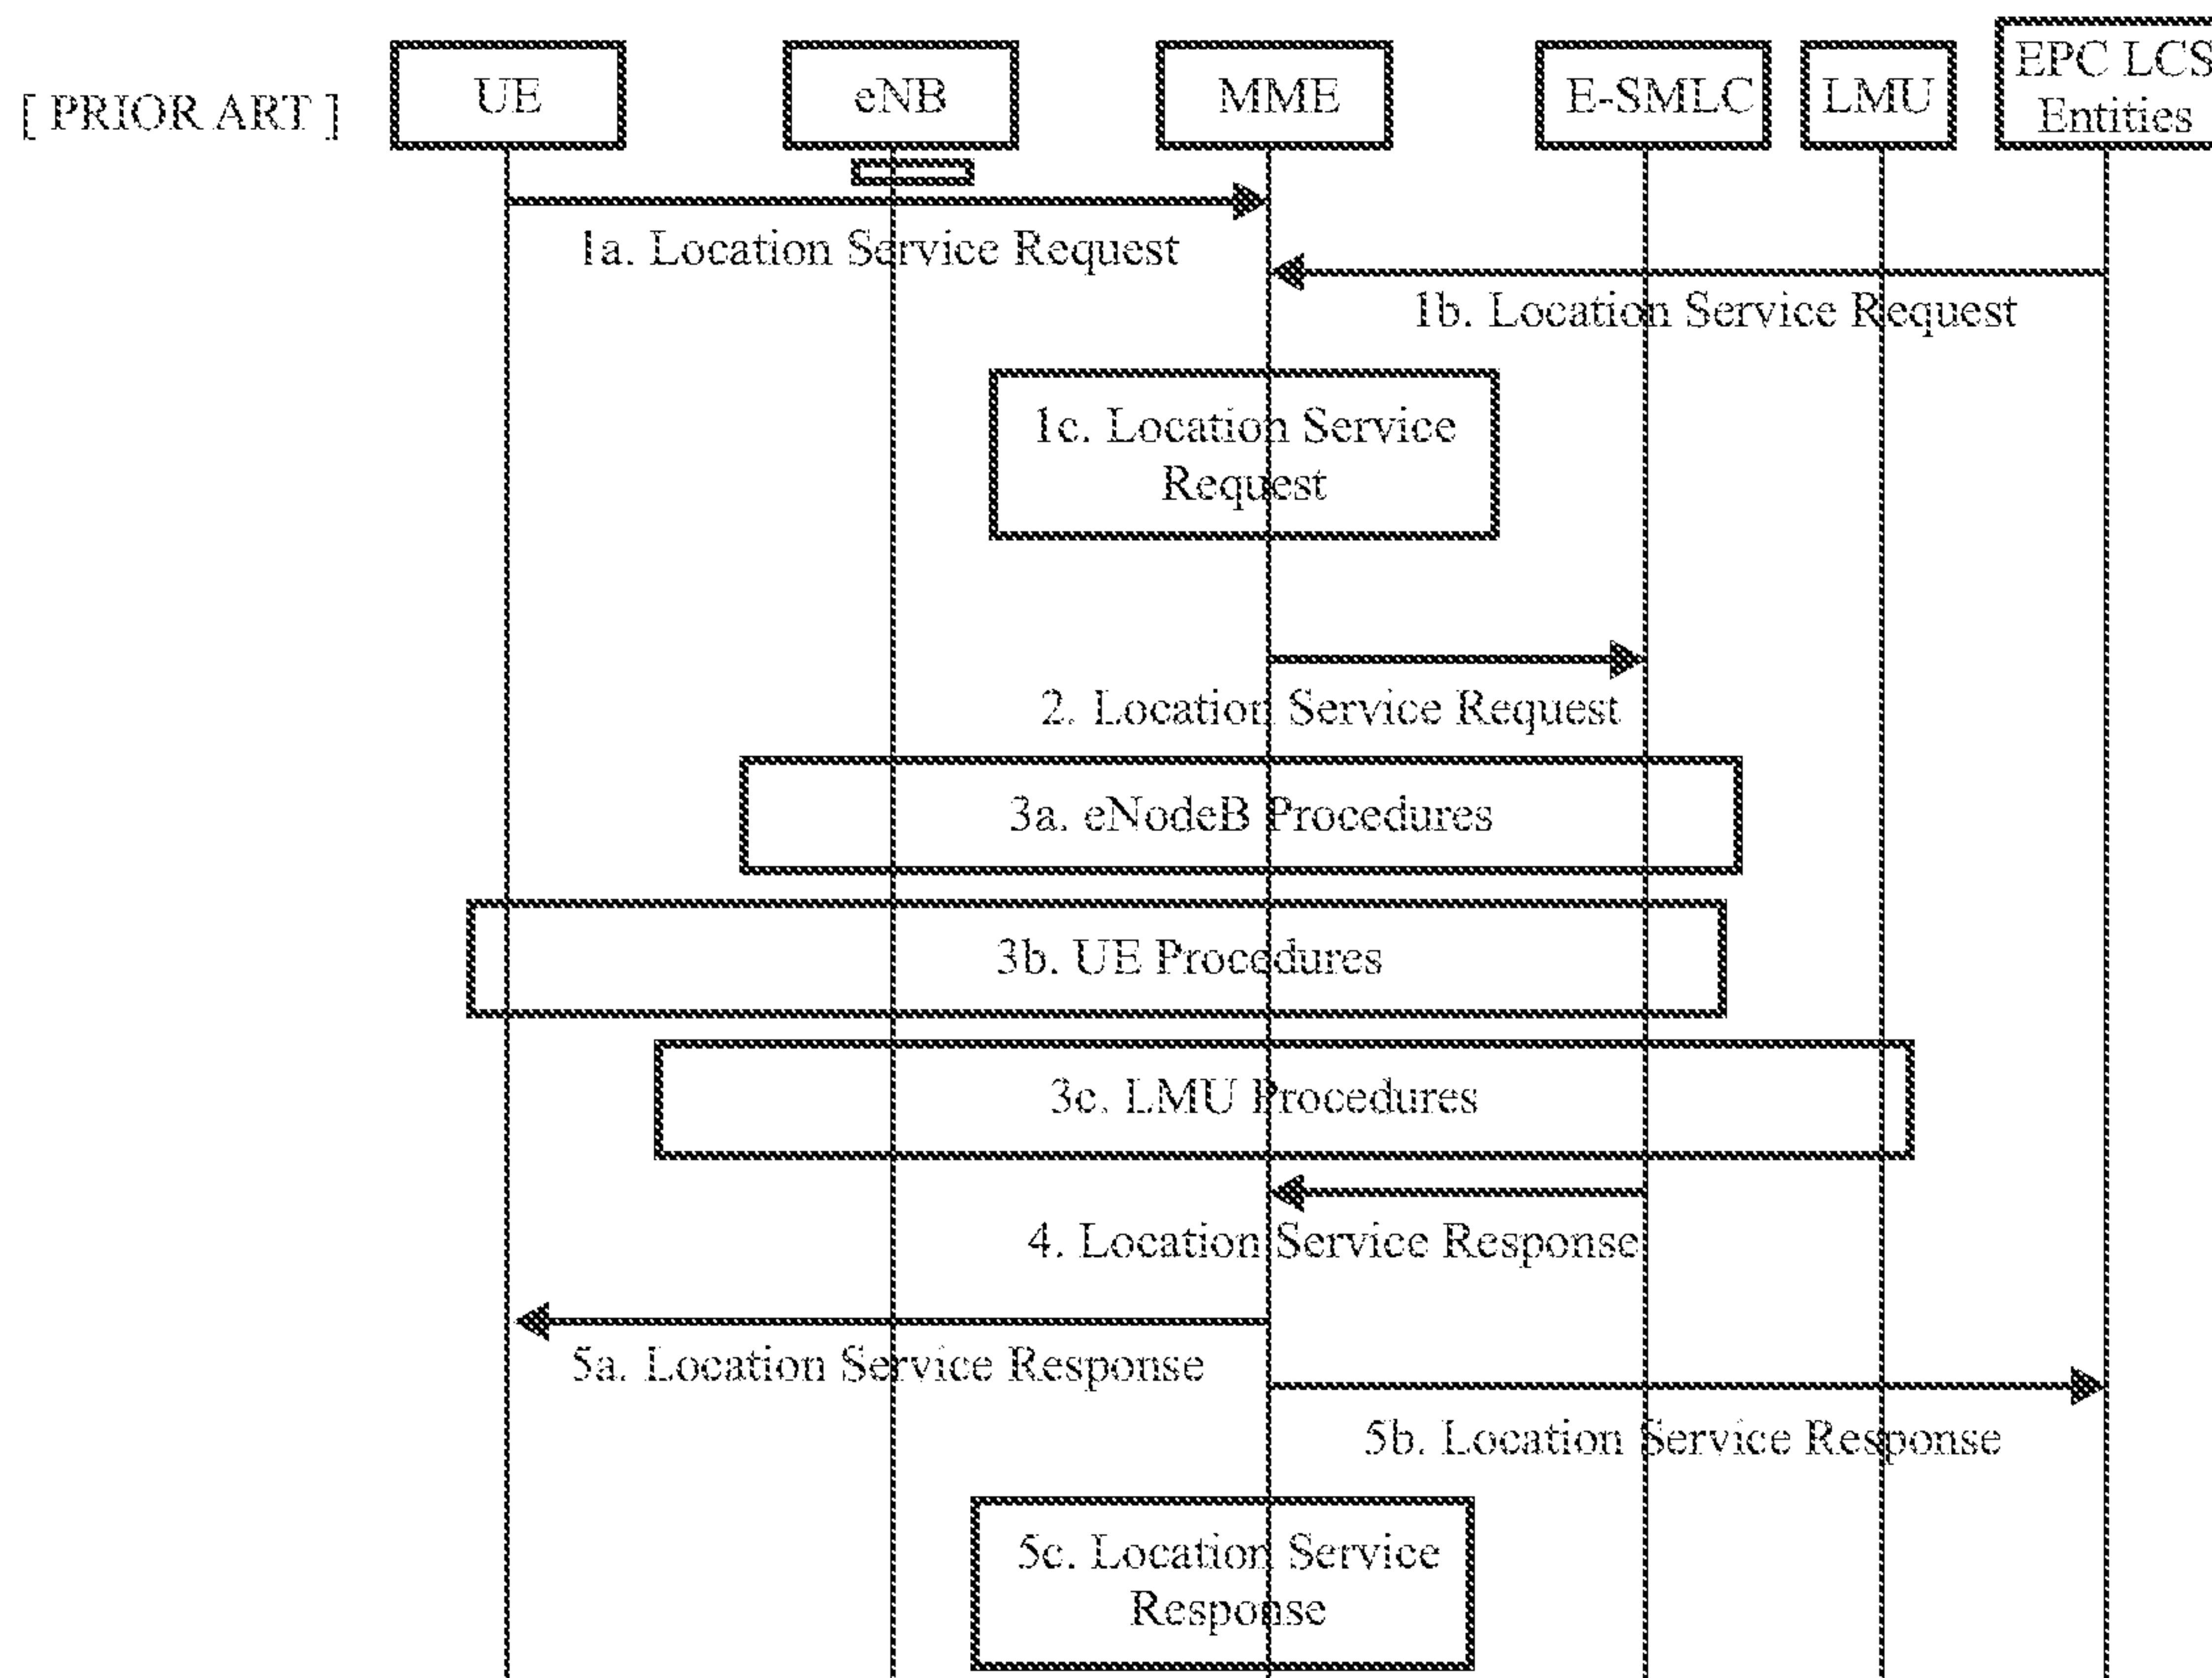 [ PRIOR ART ]
UE
eNB
MME
E-SMLC
LMU
EPC LCS
Entities
1a. Location Service Request
1b. Location Service Request
1c. Location Service
Request
2. Location Service Request
3a. eNodeB Procedures
3b. UE Procedures
3c. LMU Procedures
4. Location Service Response
5a. Location Service Response
5b. Location Service Response
5c. Location Service
Response